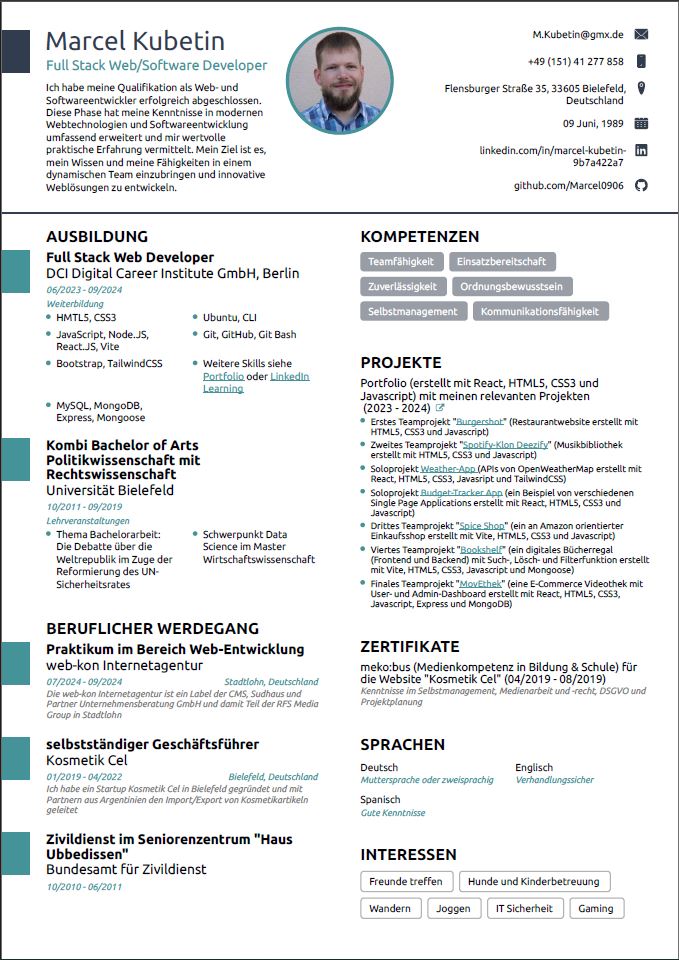 Marcel Kubetin
Full Stack Web/Software Developer
Ich habe meine Qualifikation als Web- und
Softwareentwickler erfolgreich abgeschlossen.
Diese Phase hat meine Kenntnisse in modernen
Webtechnologien und Softwareentwicklung
umfassend erweitert und mir wertvolle
praktische Erfahrung vermittelt. Mein Ziel ist es,
mein Wissen und meine Fähigkeiten in einem
dynamischen Team einzubringen und innovative
Weblösungen zu entwickeln.
M.Kubetin@gmx.de
+49 (151) 41 277 858
Flensburger Straße 35, 33605 Bielefeld,
Deutschland
09 Juni, 1989
linkedin.com/in/marcel-kubetin-
9b7a422a7
github.com/Marcel0906
AUSBILDUNG
Full Stack Web Developer
DCI Digital Career Institute GmbH, Berlin
06/2023 - 09/2024
Weiterbildung
HMTL5, CSS3
Ubuntu, CLI
JavaScript, Node.JS,
React.JS, Vite
Git, GitHub, Git Bash
Bootstrap, TailwindCSS
Weitere Skills siehe
Portfolio oder LinkedIn
Learning
MySQL, MongoDB,
Express, Mongoose
Kombi Bachelor of Arts
Politikwissenschaft mit
Rechtswissenschaft
Universität Bielefeld
10/2011 - 09/2019
Lehrveranstaltungen
Thema Bachelorarbeit:
Die Debatte über die
Weltrepublik im Zuge der
Reformierung des UN-
Sicherheitsrates
Schwerpunkt Data
Science im Master
Wirtschaftswissenschaft
BERUFLICHER WERDEGANG
Praktikum im Bereich Web-Entwicklung
web-kon Internetagentur
07/2024 - 09/2024 Stadtlohn, Deutschland
Die web-kon Internetagentur ist ein Label der CMS, Sudhaus und
Partner Unternehmensberatung GmbH und damit Teil der RFS Media
Group in Stadtlohn
selbstständiger Geschäftsführer
Kosmetik Cel
01/2019 - 04/2022 Bielefeld, Deutschland
Ich habe ein Startup Kosmetik Cel in Bielefeld gegründet und mit
Partnern aus Argentinien den Import/Export von Kosmetikartikeln
geleitet
Zivildienst im Seniorenzentrum "Haus
Ubbedissen"
Bundesamt für Zivildienst
10/2010 - 06/2011
KOMPETENZEN
Teamfähigkeit Einsatzbereitschaft
Zuverlässigkeit Ordnungsbewusstsein
Selbstmanagement Kommunikationsfähigkeit
PROJEKTE
Portfolio (erstellt mit React, HTML5, CSS3 und
Javascript) mit meinen relevanten Projekten
(2023 - 2024)
Erstes Teamprojekt "Burgershot" (Restaurantwebsite erstellt mit
HTML5, CSS3 und Javascript)
Zweites Teamprojekt "Spotify-Klon Deezify" (Musikbibliothek
erstellt mit HTML5, CSS3 und Javascript)
Soloprojekt Weather-App (APIs von OpenWeatherMap erstellt mit
React, HTML5, CSS3, Javasript und TailwindCSS)
Soloprojekt Budget-Tracker App (ein Beispiel von verschiedenen
Single Page Applications erstellt mit React, HTML5, CSS3 und
Javascript)
Drittes Teamprojekt "Spice Shop" (ein an Amazon orientierter
Einkaufsshop erstellt mit Vite, HTML5, CSS3 und Javascript)
Viertes Teamprojekt "Bookshelf" (ein digitales Bücherregal
(Frontend und Backend) mit Such-, Lösch- und Filterfunktion erstellt
mit Vite, HTML5, CSS3, Javascript und Mongoose)
Finales Teamprojekt "MovEthek" (eine E-Commerce Videothek mit
User- und Admin-Dashboard erstellt mit React, HTML5, CSS3,
Javascript, Express und MongoDB)
ZERTIFIKATE
meko:bus (Medienkompetenz in Bildung & Schule) für
die Website "Kosmetik Cel" (04/2019 - 08/2019)
Kenntnisse im Selbstmanagement, Medienarbeit und -recht, DSGVO und
Projektplanung
SPRACHEN
Deutsch
Muttersprache oder zweisprachig
Englisch
Verhandlungssicher
Spanisch
Gute Kenntnisse
INTERESSEN
Freunde treffen Hunde und Kinderbetreuung
Wandern Joggen IT Sicherheit Gaming